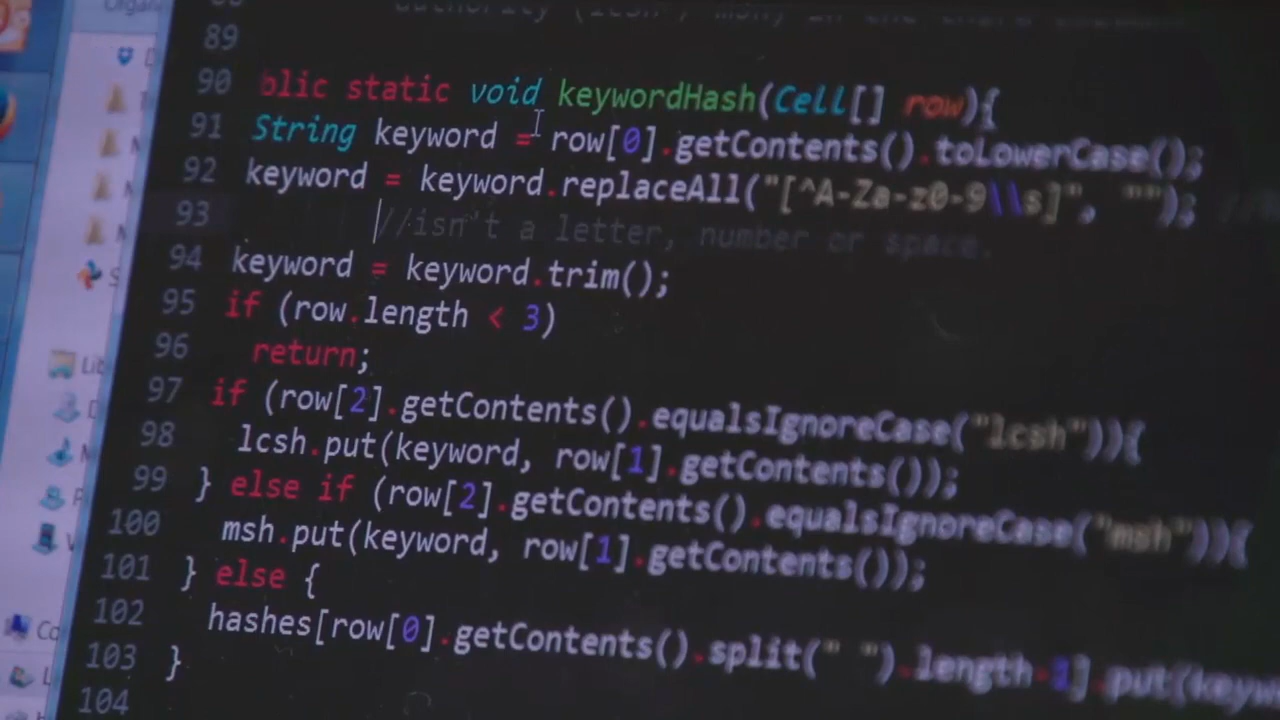 89
90 blic static void keywordHash(Cell[] row){
91 String keyword = row[0].getContents().toLowerCase();
92 keyword = keyword.replaceAll("[^A-Za-z0-9\\s]", "");
93 //isn't a letter, number or space.
94 keyword = keyword.trim();
95 if (row.length < 3)
96 return;
97 if (row[2].getContents().equalsIgnoreCase("lcsh")){
98 lcsh.put(keyword, row[1].getContents());
99 } else if (row[2].getContents().equalsIgnoreCase("msh")){
100 msh.put(keyword, row[1].getContents());
101 } else {
102 hashes[row[0].getContents().split(" ").length-1].put(keyw
103 }
104